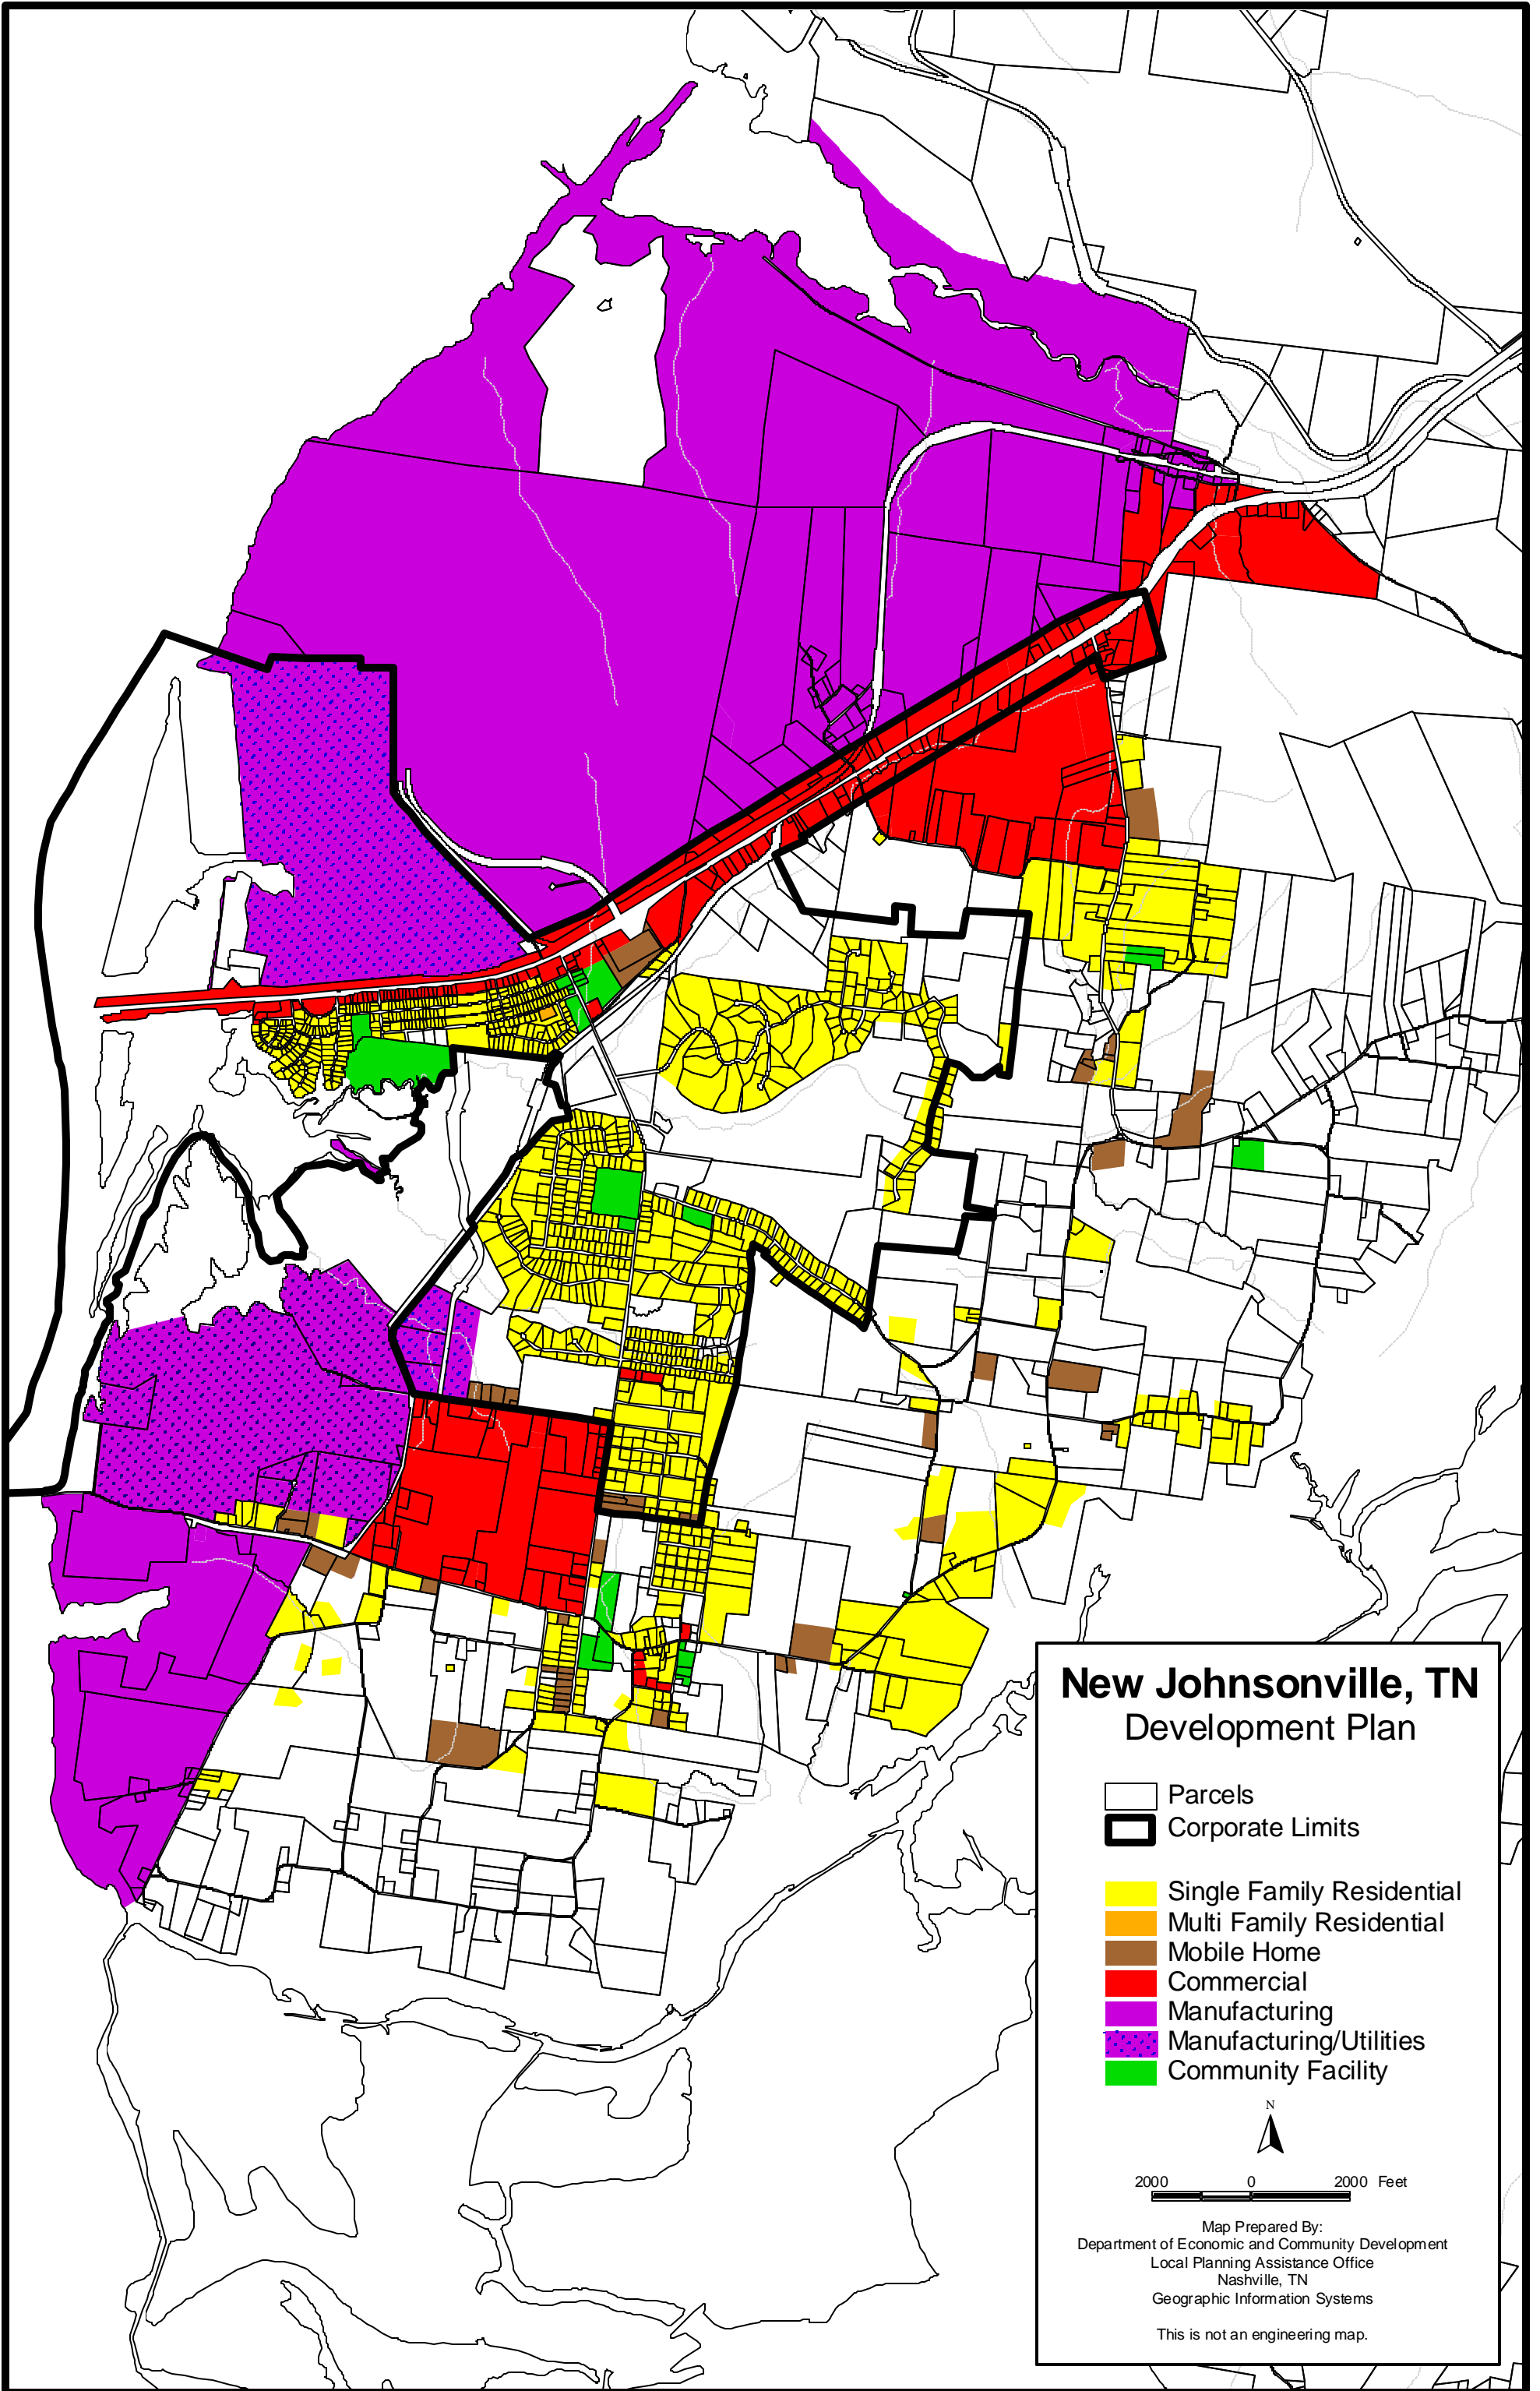 New Johnsonville, TN
Development Plan
Parcels
Corporate Limits
Single Family Residential
Multi Family Residential
Mobile Home
Commercial
Manufacturing
Manufacturing/Utilities
Community Facility
N
2000 0 2000 Feet
Map Prepared By:
Department of Economic and Community Development
Local Planning Assistance Office
Nashville, TN
Geographic Information Systems
This is not an engineering map.